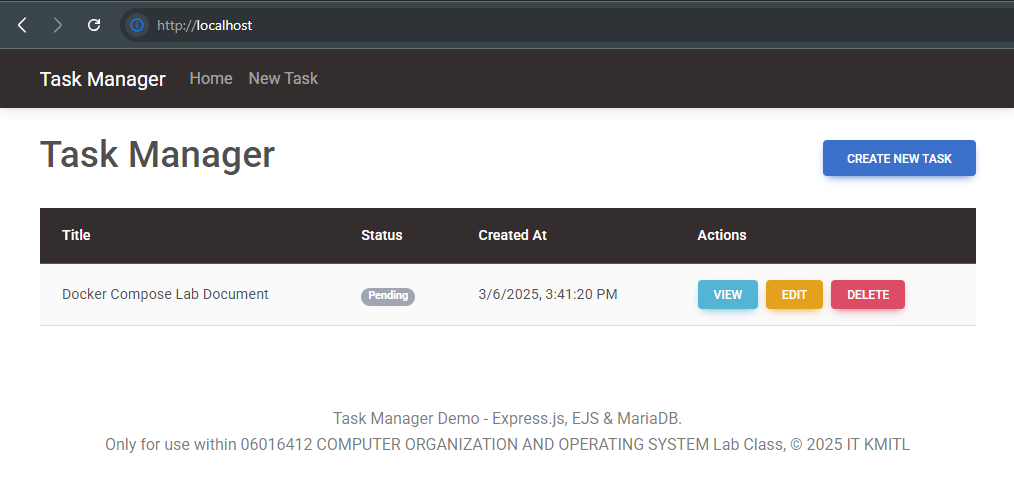 http://localhost
Task Manager Home New Task
Task Manager
CREATE NEW TASK
Title Status Created At Actions
Docker Compose Lab Document Pending 3/6/2025, 3:41:20 PM VIEW EDIT DELETE
Task Manager Demo - Express.js, EJS & MariaDB.
Only for use within 06016412 COMPUTER ORGANIZATION AND OPERATING SYSTEM Lab Class, © 2025 IT KMITL